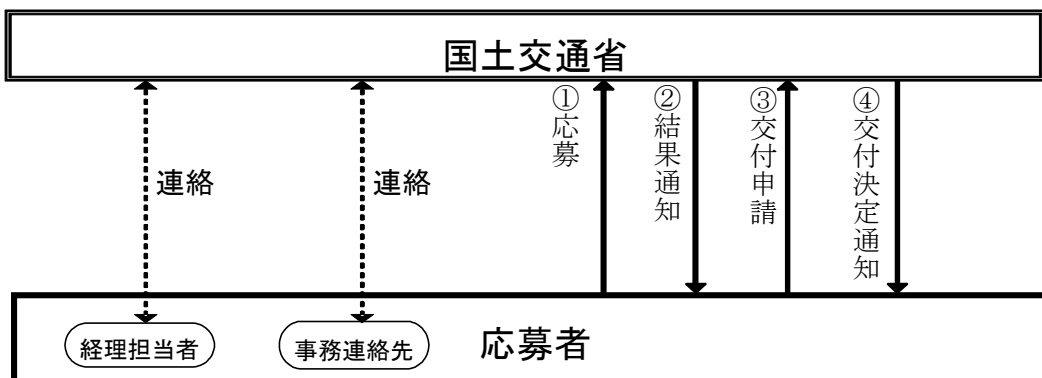 国土交通省
連絡
連絡
①応募
②結果通知
③交付申請
④交付決定通知
経理担当者
事務連絡先
応募者